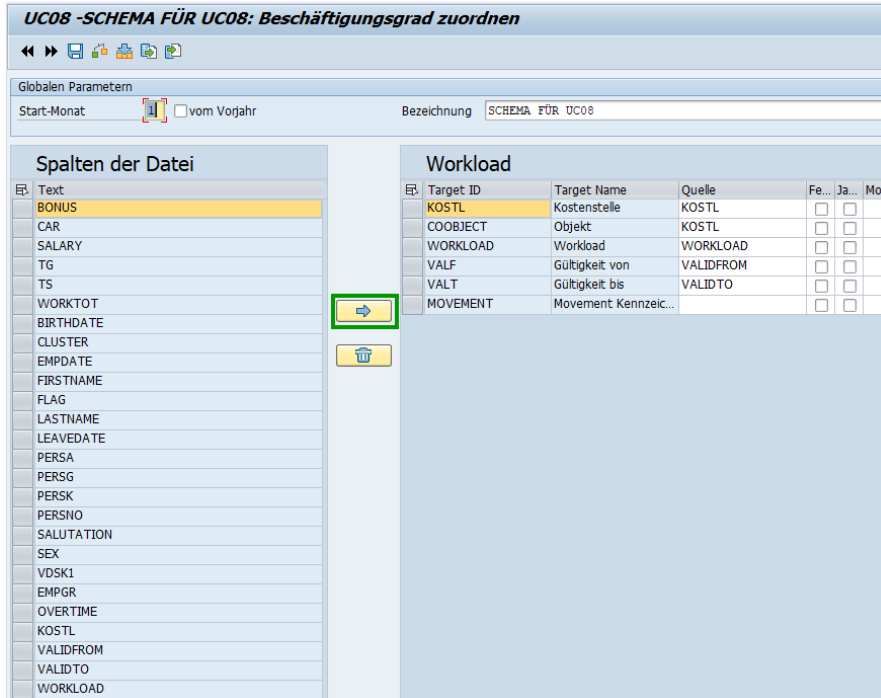 UC08 -SCHEMA FÜR UC08: Beschäftigungsgrad zuordnen
Globalen Parametern
Start-Monat 1 vom Vorjahr Bezeichnung SCHEMA FÜR UC08
Spalten der Datei
Text
BONUS
CAR
SALARY
TG
TS
WORKTOT
BIRTHDATE
CLUSTER
EMPDATE
FIRSTNAME
FLAG
LASTNAME
LEAVEDATE
PERSA
PERSG
PERSK
PERSNO
SALUTATION
SEX
VDSK1
EMPGR
OVERTIME
KOSTL
VALIDFROM
VALIDTO
WORKLOAD
Workload
Target ID Target Name Quelle Fe... Ja... Mo
KOSTL Kostenstelle KOSTL
COOBJECT Objekt KOSTL
WORKLOAD Workload WORKLOAD
VALF Gültigkeit von VALIDFROM
VALT Gültigkeit bis VALIDTO
MOVEMENT Movement Kennzeic...